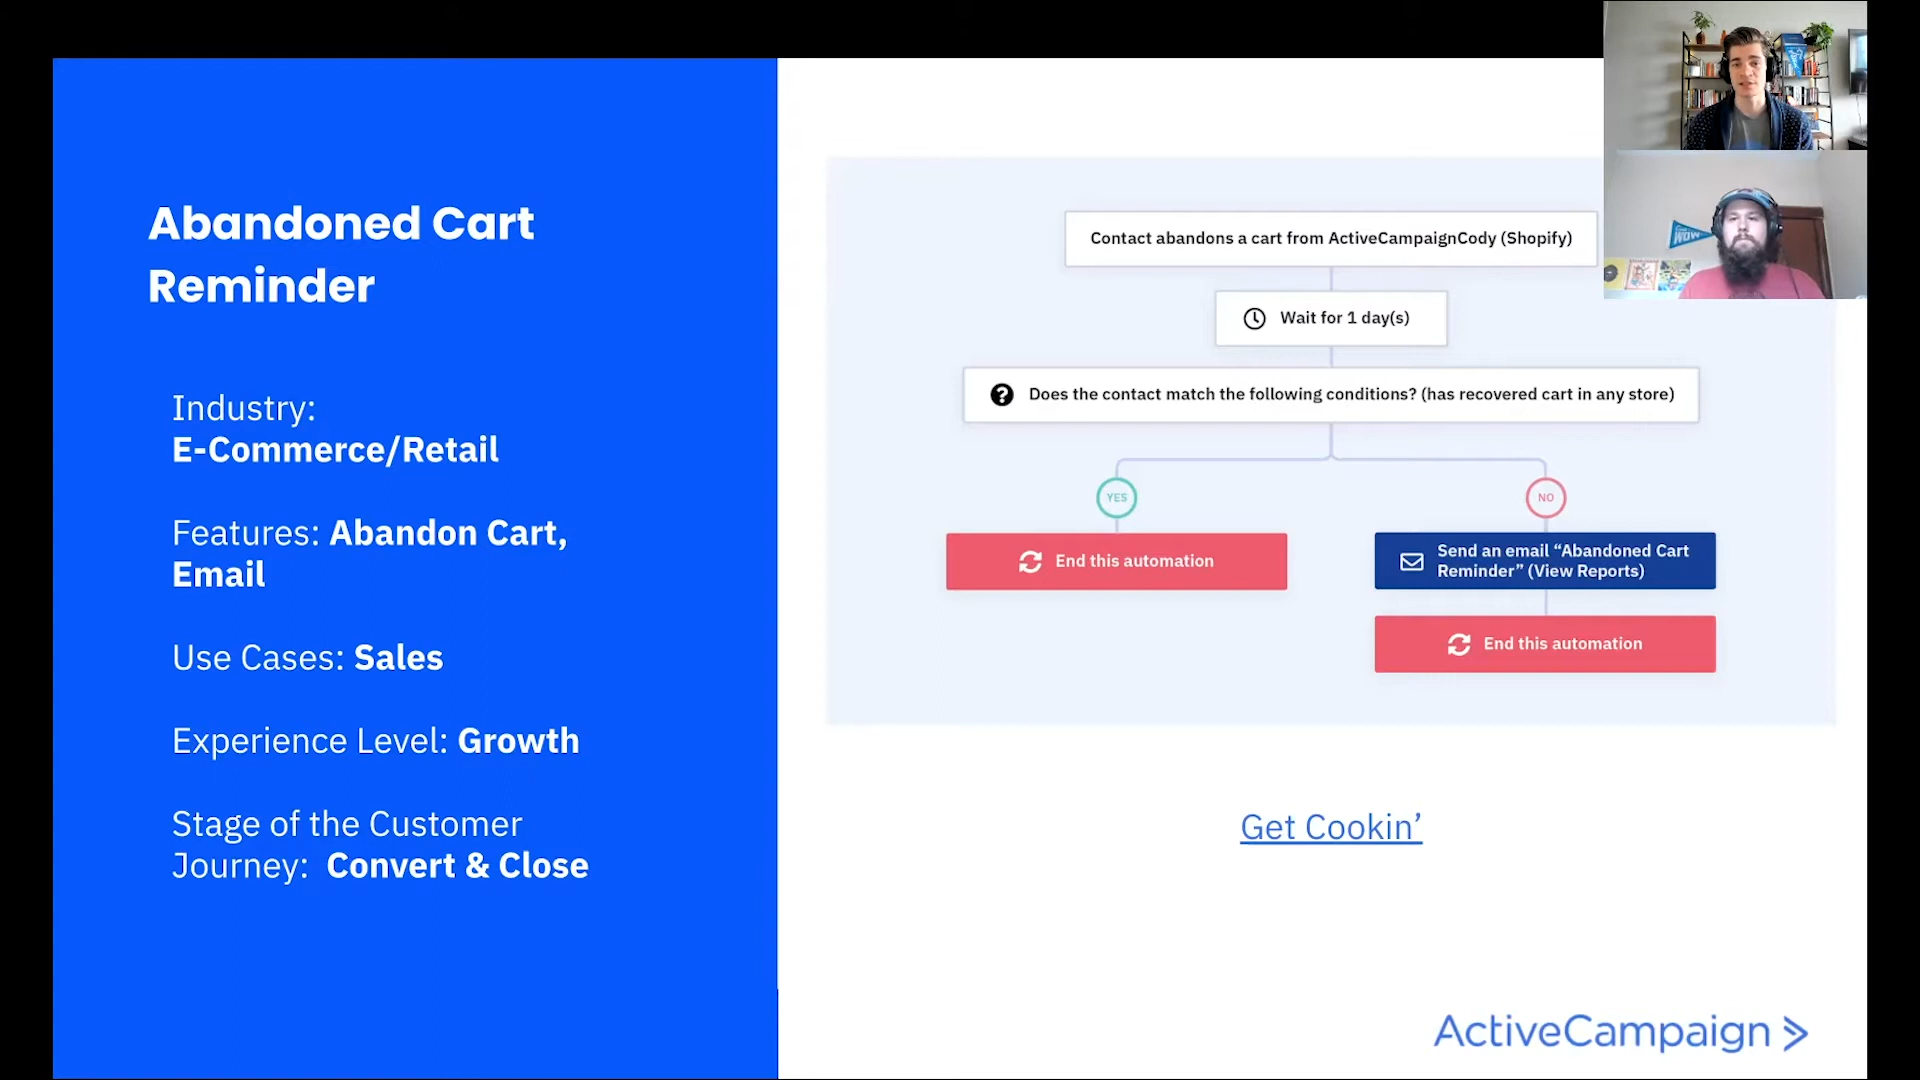 Abandoned Cart
Reminder
Industry:
E-Commerce/Retail
Features: Abandon Cart,
Email
Use Cases: Sales
Experience Level: Growth
Stage of the Customer
Journey: Convert & Close
Contact abandons a cart from ActiveCampaignCody (Shopify)
Wait for 1 day(s)
Does the contact match the following conditions? (has recovered cart in any store)
YES
NO
End this automation
Send an email “Abandoned Cart
Reminder” (View Reports)
End this automation
Get Cookin’
ActiveCampaign
WOW